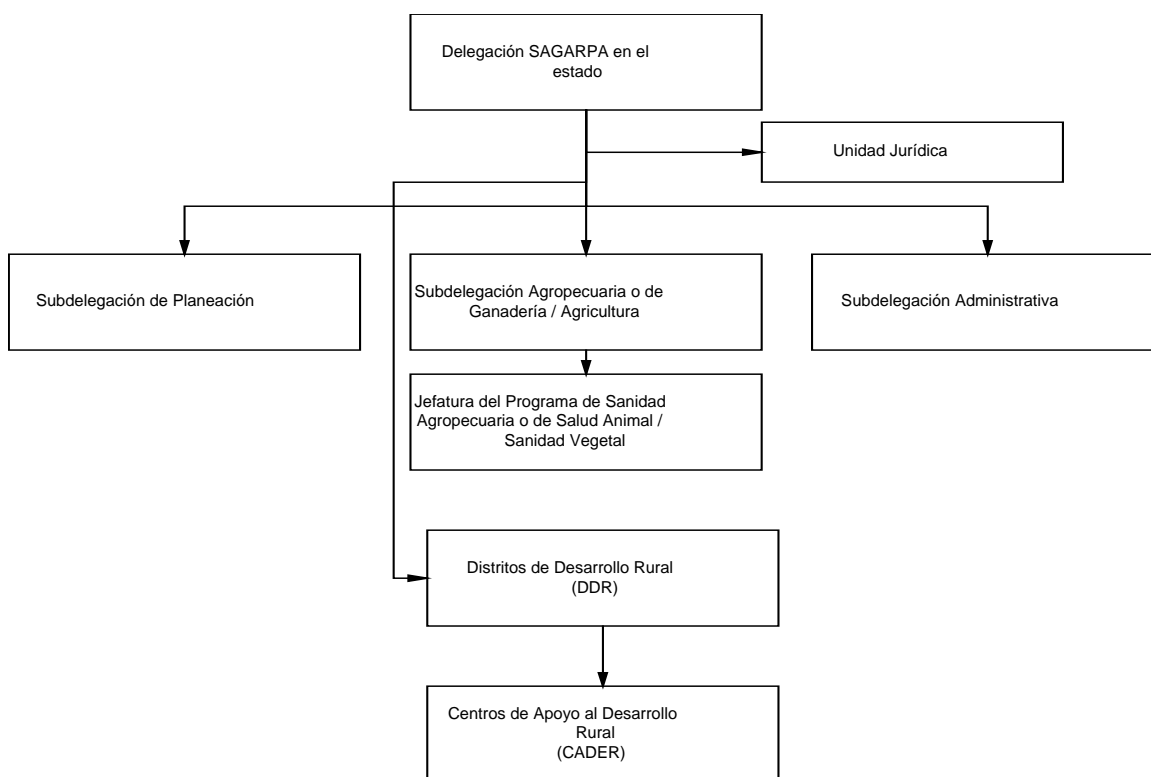 Delegación SAGARPA en el
estado
Unidad Jurídica
Subdelegación de Planeación
Subdelegación Agropecuaria o de
Ganadería / Agricultura
Subdelegación Administrativa
Jefatura del Programa de Sanidad
Agropecuaria o de Salud Animal /
Sanidad Vegetal
Distritos de Desarrollo Rural
(DDR)
Centros de Apoyo al Desarrollo
Rural
(CADER)